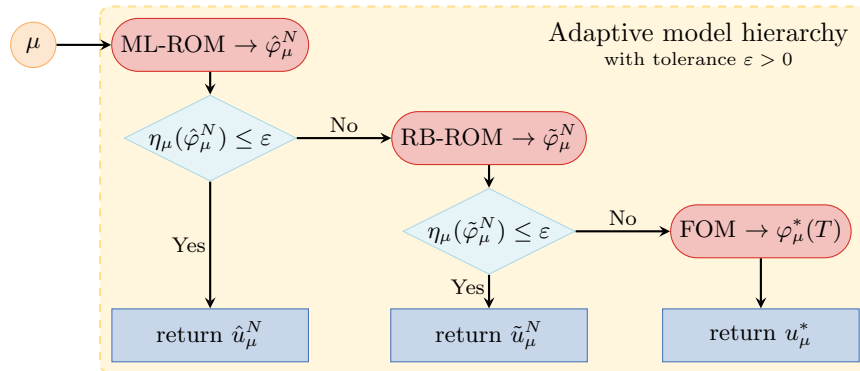 μ
ML-ROM → φ̂_μ^N
Adaptive model hierarchy
with tolerance ε > 0
η_μ(φ̂_μ^N) ≤ ε
No
RB-ROM → φ̃_μ^N
η_μ(φ̃_μ^N) ≤ ε
No
FOM → φ_μ^*(T)
Yes
Yes
return û_μ^N
return ũ_μ^N
return u_μ^*